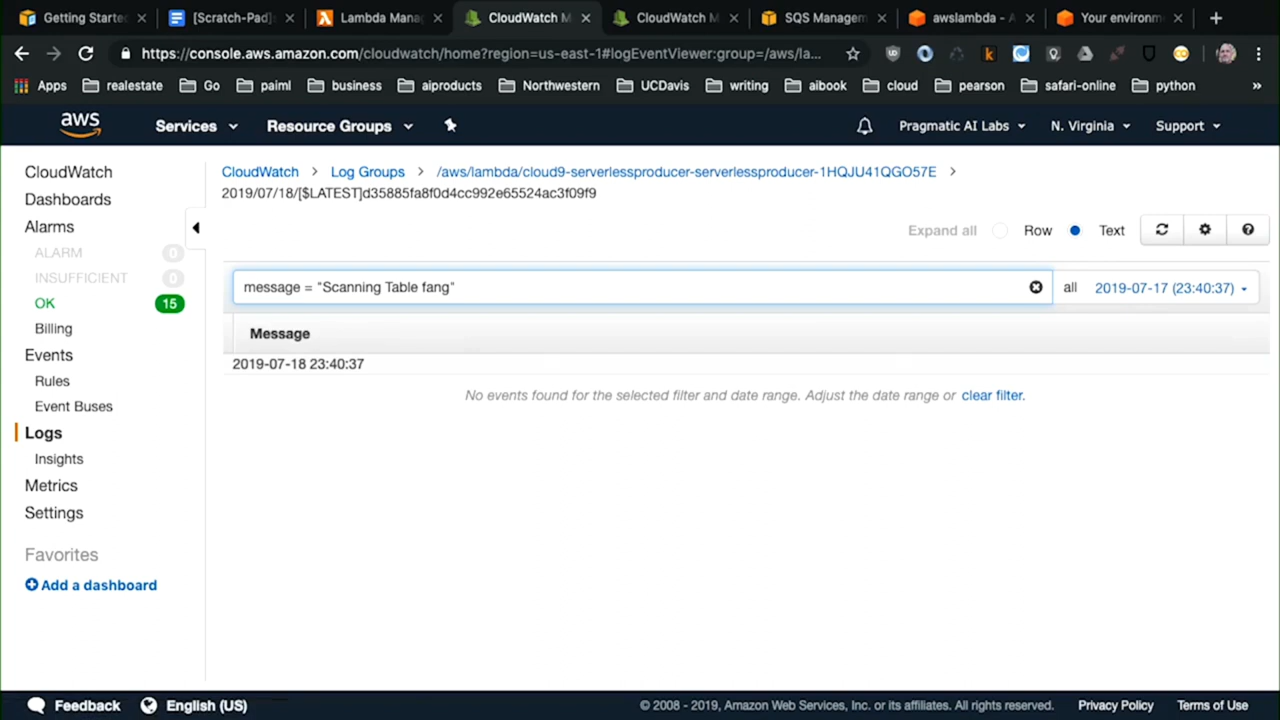 Getting Starte
[Scratch-Pad]
Lambda Mana
CloudWatch M
CloudWatch M
SQS Managem
awslambda - A
Your environm
https://console.aws.amazon.com/cloudwatch/home?region=us-east-1#logEventViewer:group=/aws/la...
Apps realestate Go paiml business aiproducts Northwestern UCDavis writing aibook cloud pearson safari-online python »
aws Services Resource Groups Pragmatic AI Labs N. Virginia Support
CloudWatch
Dashboards
Alarms
ALARM 0
INSUFFICIENT 0
OK 15
Billing
Events
Rules
Event Buses
Logs
Insights
Metrics
Settings
Favorites
Add a dashboard
CloudWatch > Log Groups > /aws/lambda/cloud9-serverlessproducer-serverlessproducer-1HQJU41QGO57E >
2019/07/18/[$LATEST]d35885fa8f0d4cc992e65524ac3f09f9
Expand all Row Text
message = "Scanning Table fang" all 2019-07-17 (23:40:37)
Message
2019-07-18 23:40:37
No events found for the selected filter and date range. Adjust the date range or clear filter.
Feedback English (US) © 2008 - 2019, Amazon Web Services, Inc. or its affiliates. All rights reserved. Privacy Policy Terms of Use